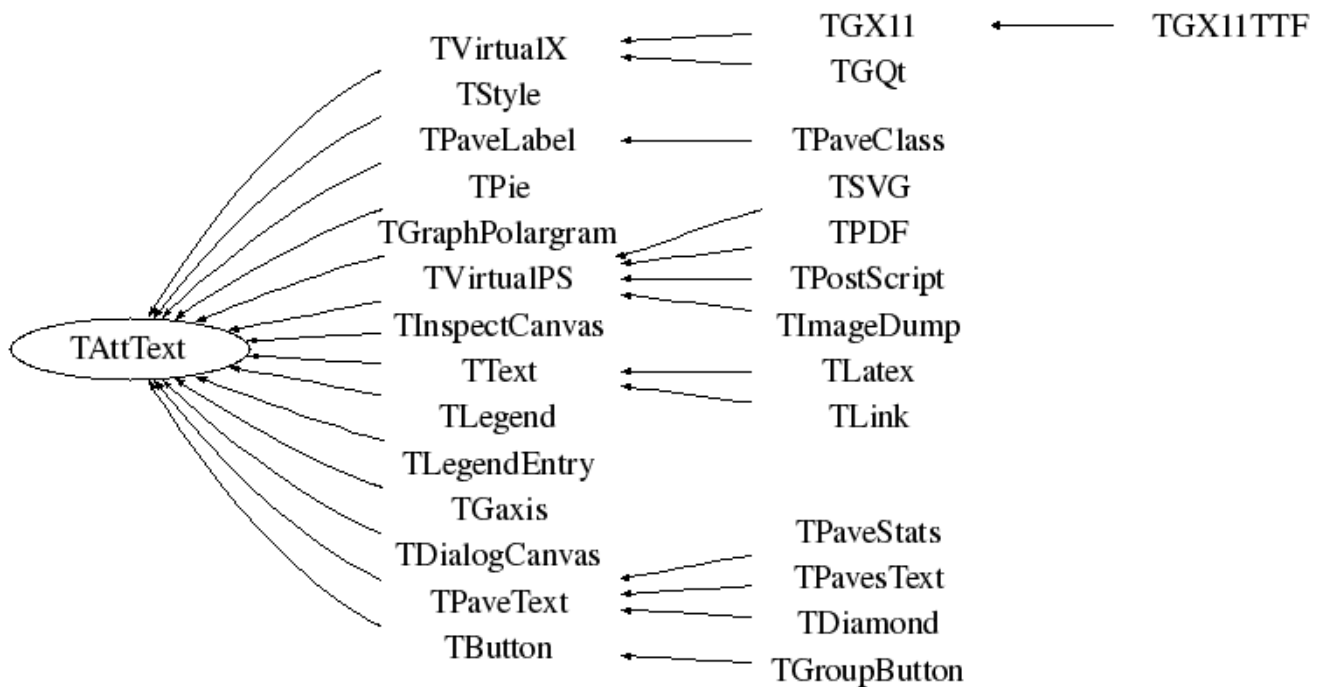 TGX11 TGX11TTF
TVirtualX
TGQt
TStyle
TPaveLabel TPaveClass
TPie TSVG
TGraphPolargram TPDF
TVirtualPS TPostScript
TInspectCanvas TImageDump
TAttText
TText TLatex
TLegend TLink
TLegendEntry
TGaxis
TPaveStats
TDialogCanvas
TPavesText
TPaveText
TDiamond
TButton
TGroupButton